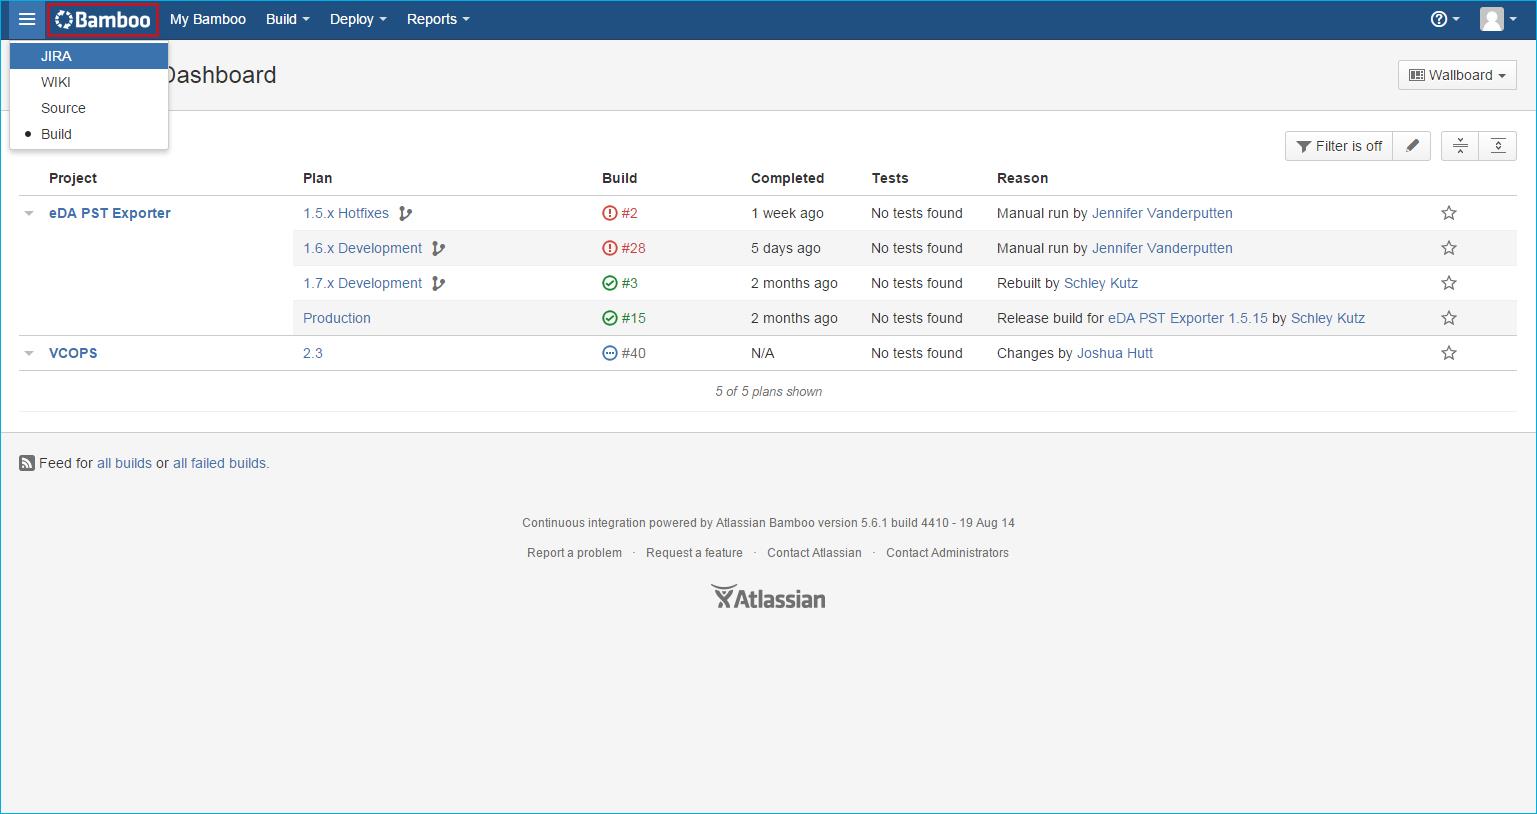 Bamboo My Bamboo Build Deploy Reports
JIRA
WIKI
Source
Build
Dashboard
Wallboard
Filter is off
Project Plan Build Completed Tests Reason
eDA PST Exporter 1.5.x Hotfixes #2 1 week ago No tests found Manual run by Jennifer Vanderputten
1.6.x Development #28 5 days ago No tests found Manual run by Jennifer Vanderputten
1.7.x Development #3 2 months ago No tests found Rebuilt by Schley Kutz
Production #15 2 months ago No tests found Release build for eDA PST Exporter 1.5.15 by Schley Kutz
VCOPS 2.3 #40 N/A No tests found Changes by Joshua Hutt
5 of 5 plans shown
Feed for all builds or all failed builds.
Continuous integration powered by Atlassian Bamboo version 5.6.1 build 4410 - 19 Aug 14
Report a problem · Request a feature · Contact Atlassian · Contact Administrators
Atlassian